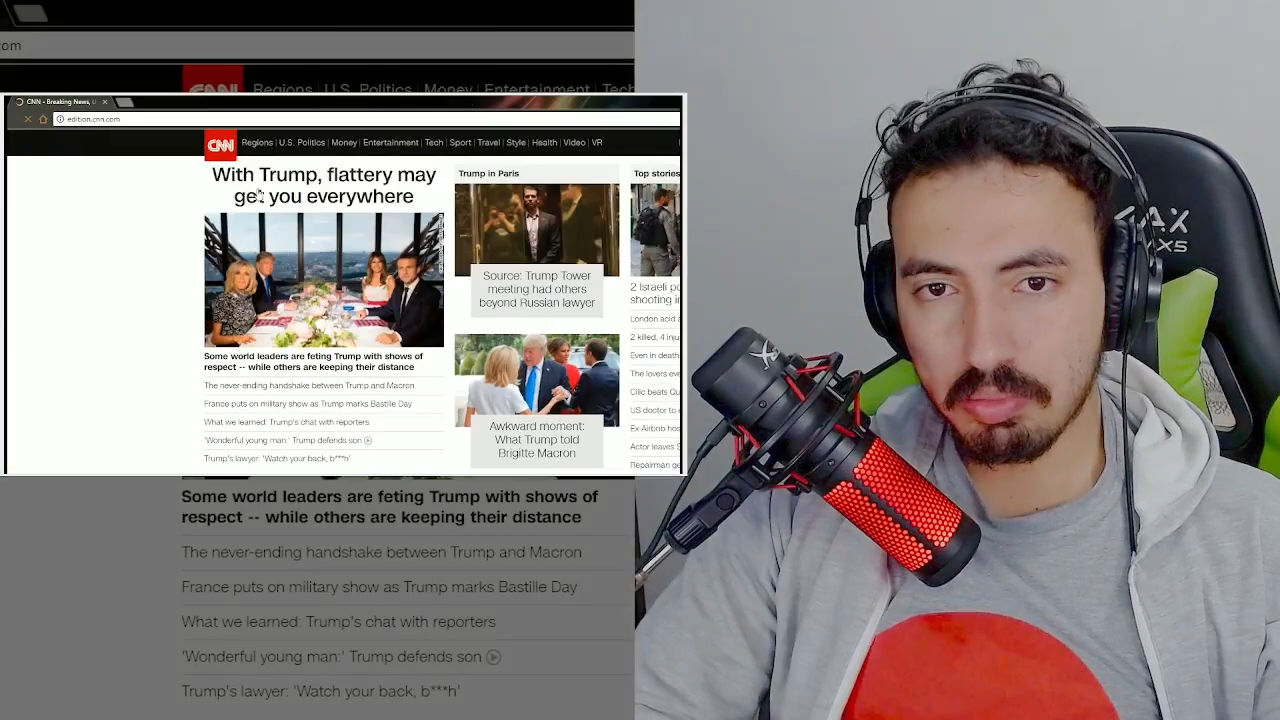 com
CNN
Regions | U.S. Politics | Money | Entertainment | Tech
CNN - Breaking News, U
edition.cnn.com
CNN
Regions | U.S. Politics | Money | Entertainment | Tech | Sport | Travel | Style | Health | Video | VR
With Trump, flattery may
get you everywhere
Some world leaders are feting Trump with shows of
respect -- while others are keeping their distance
The never-ending handshake between Trump and Macron
France puts on military show as Trump marks Bastille Day
What we learned: Trump's chat with reporters
'Wonderful young man:' Trump defends son
Trump's lawyer: 'Watch your back, b***h'
Trump in Paris
Source: Trump Tower
meeting had others
beyond Russian lawyer
Awkward moment:
What Trump told
Brigitte Macron
Top stories
2 Israeli po
shooting in
London acid a
2 killed, 4 inju
Even in death
The lovers eve
Cilic beats Qu
US doctor to
Ex-Airbnb hos
Actor leaves S
Repairman ge
Some world leaders are feting Trump with shows of
respect -- while others are keeping their distance
The never-ending handshake between Trump and Macron
France puts on military show as Trump marks Bastille Day
What we learned: Trump's chat with reporters
'Wonderful young man:' Trump defends son
Trump's lawyer: 'Watch your back, b***h'